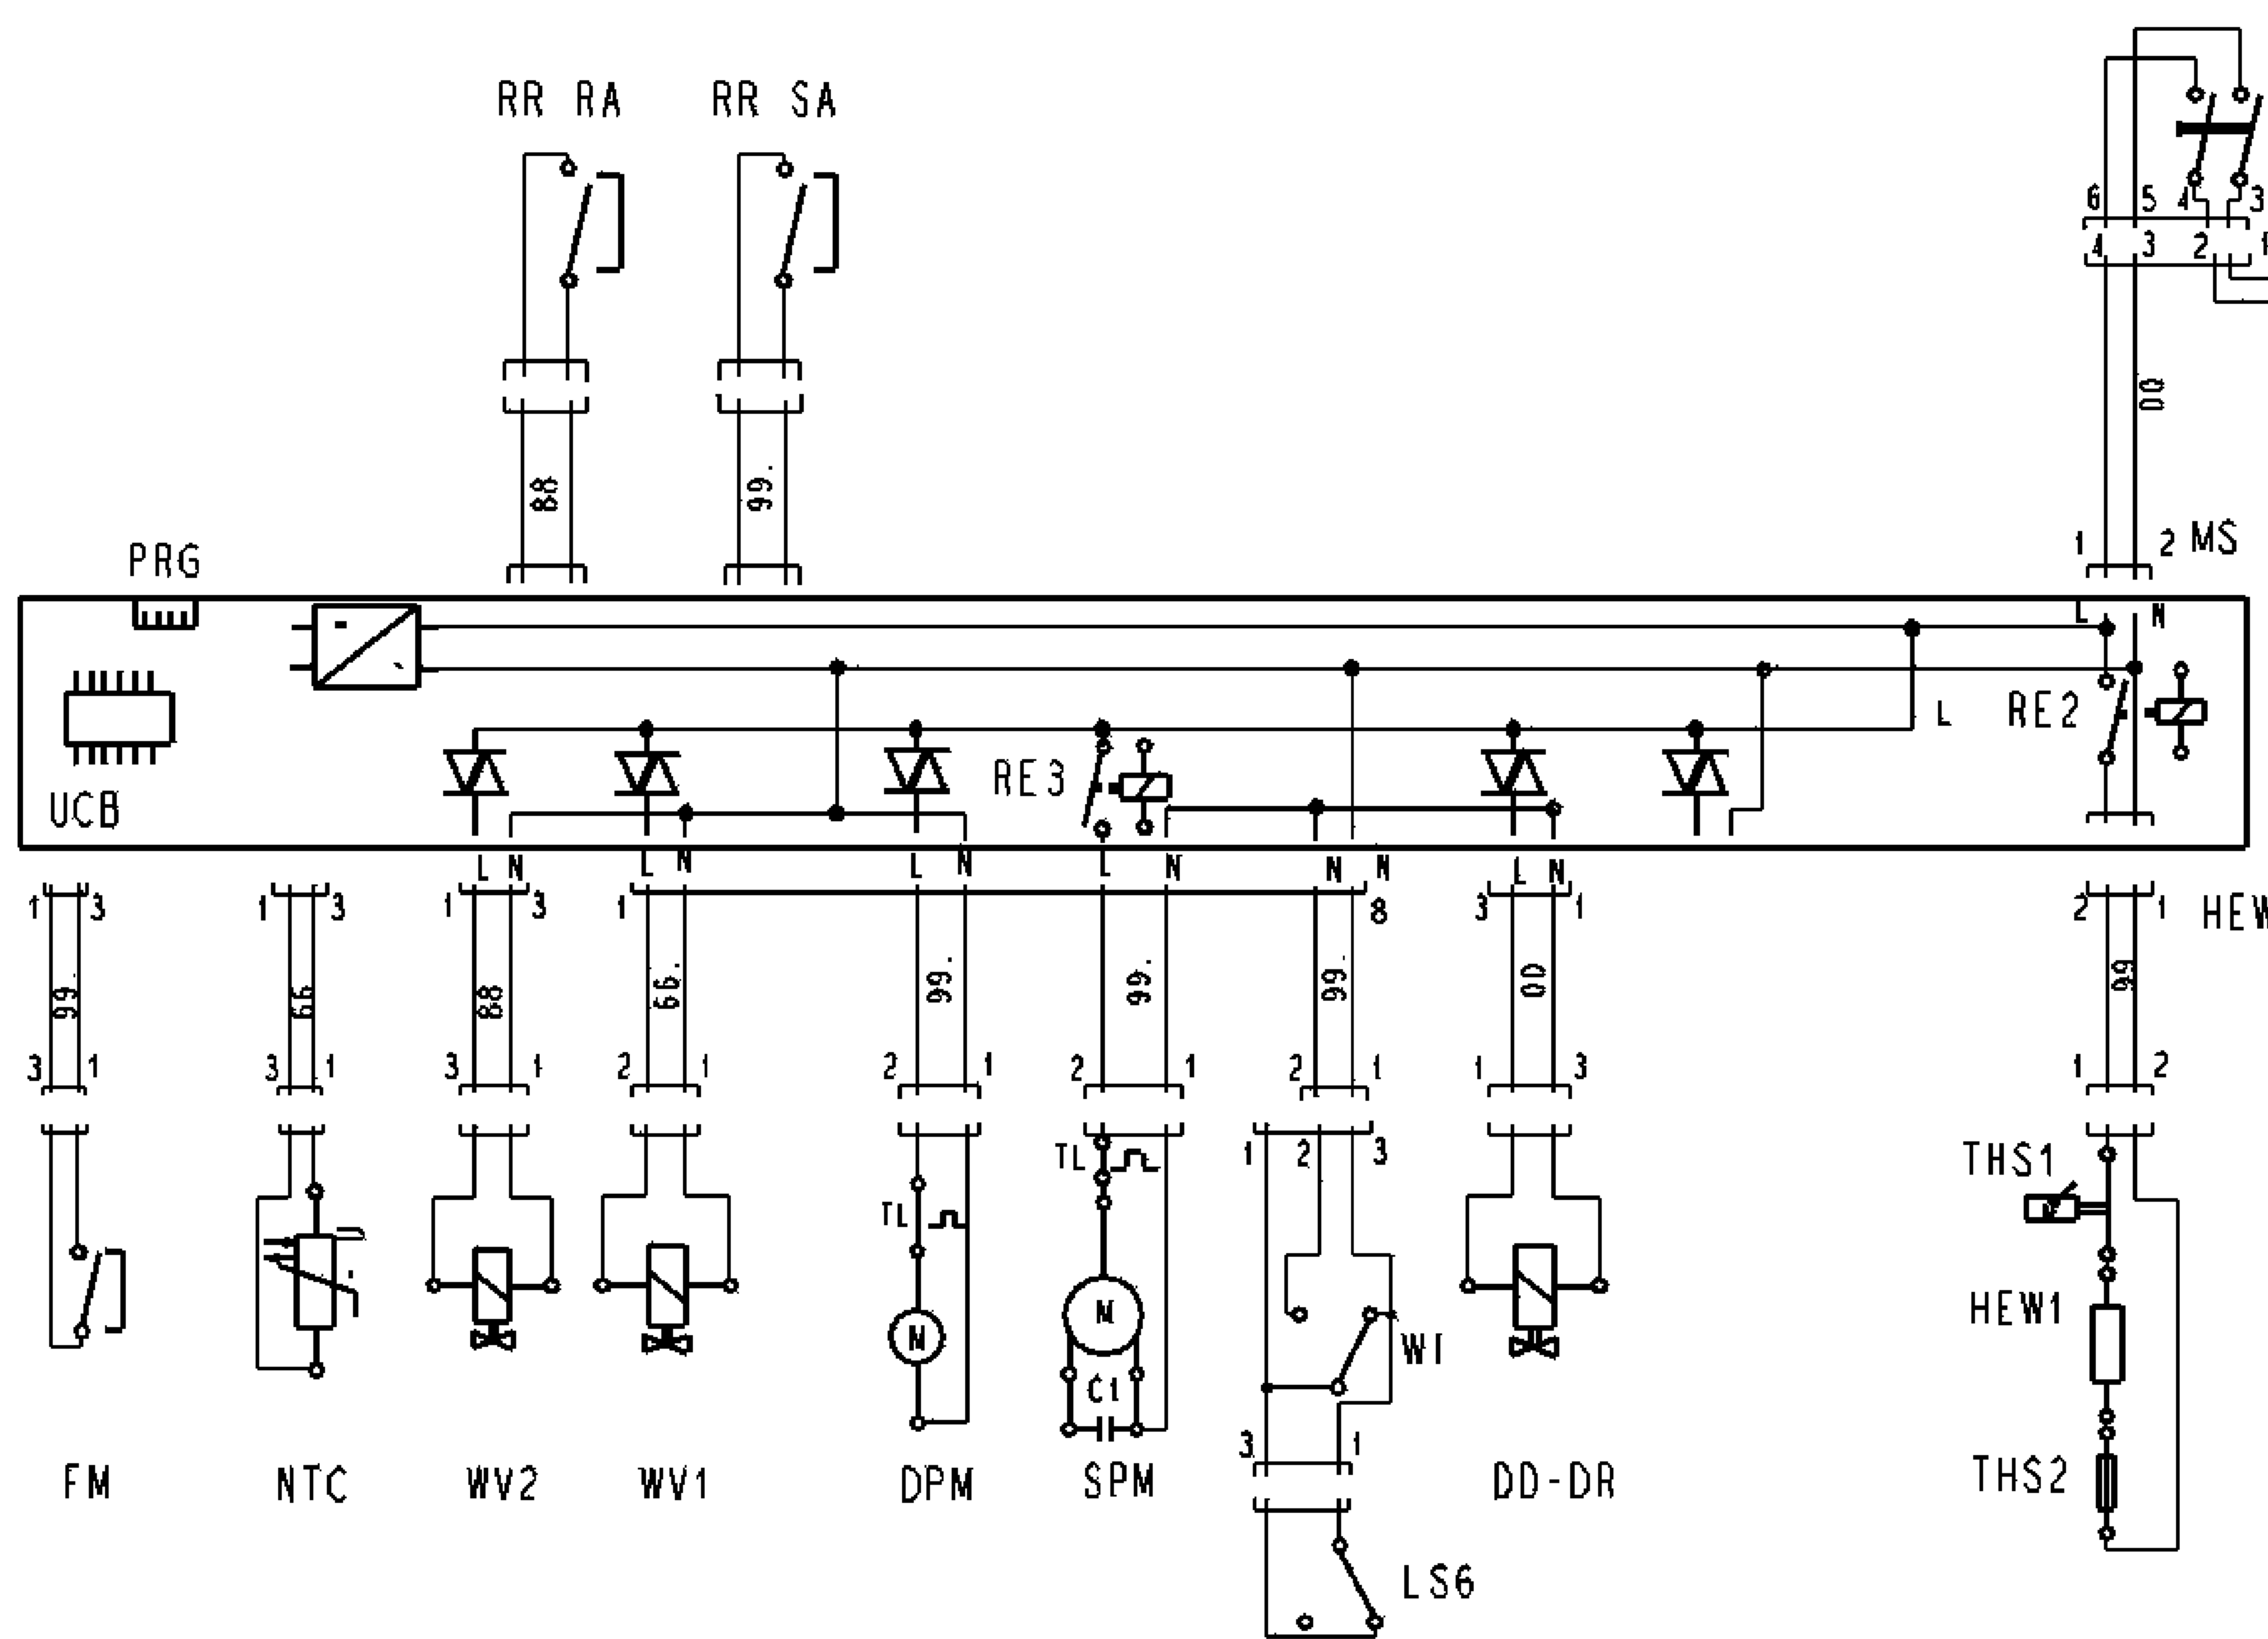 RR RA RR SA
6 5 4 3
4 3 2 1
00
88 99.
PRG 1 2 MS
L N
L RE2
RE3
UCB
L N L N L N L N N N L N
1 3 1 3 1 3 1 8 3 1 2 1 HEW
99. 66 88 66. 99. 99. 99. 00 99
3 1 3 1 3 1 2 1 2 1 2 1 2 1 1 3 1 2
TL 1 2 3 THS1
TL
M M WI HEW1
C1
3 1
FM NTC WV2 WV1 DPM SPM DD-DR THS2
LS6